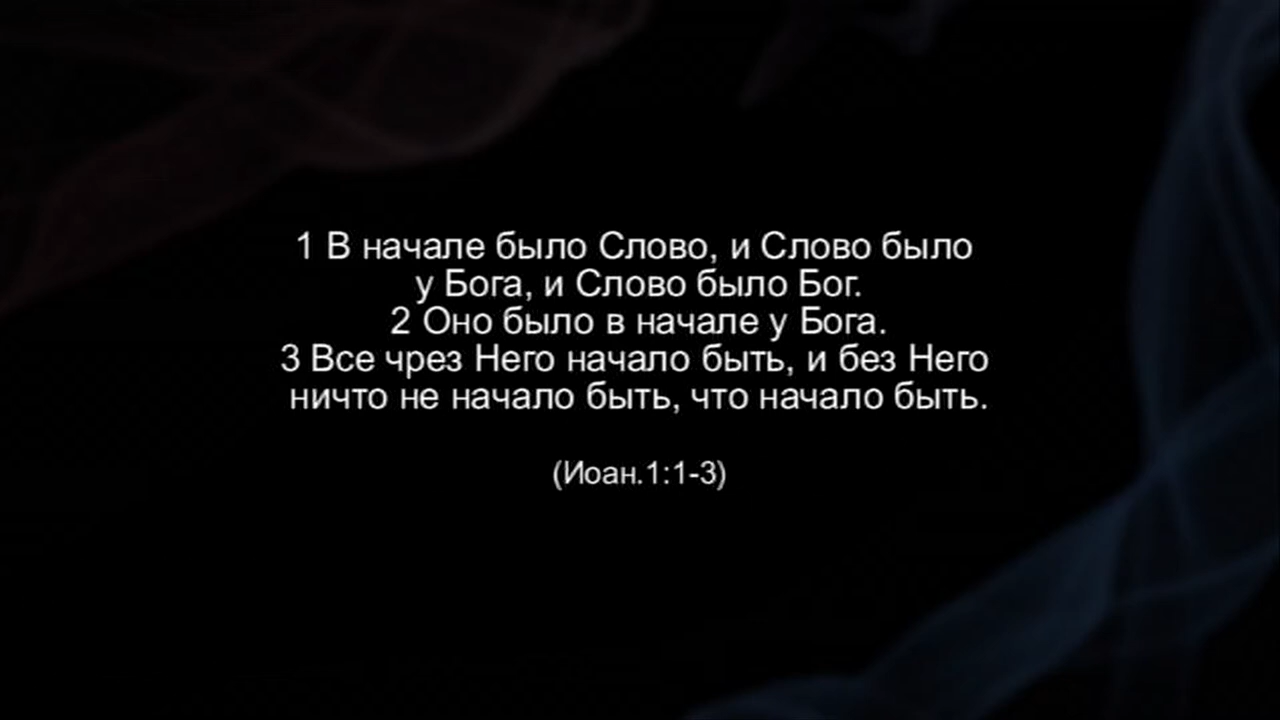 1 В начале было Слово, и Слово было
у Бога, и Слово было Бог.
2 Оно было в начале у Бога.
3 Все чрез Него начало быть, и без Него
ничто не начало быть, что начало быть.
(Иоан.1:1-3)